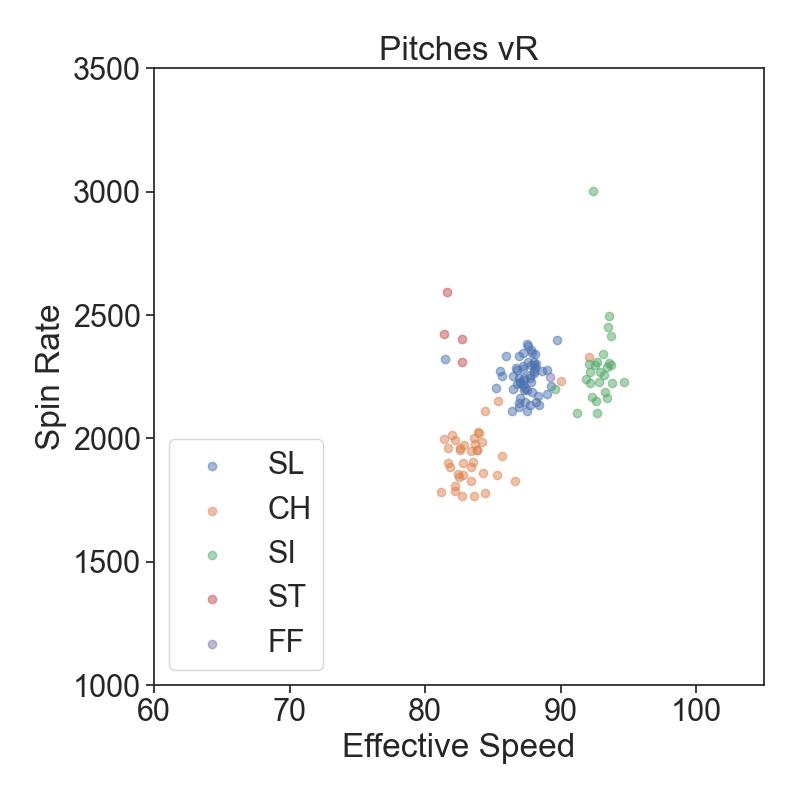 Pitches vR
3500
3000
2500
2000
1500
1000
Spin Rate
SL
CH
SI
ST
FF
60 70 80 90 100
Effective Speed